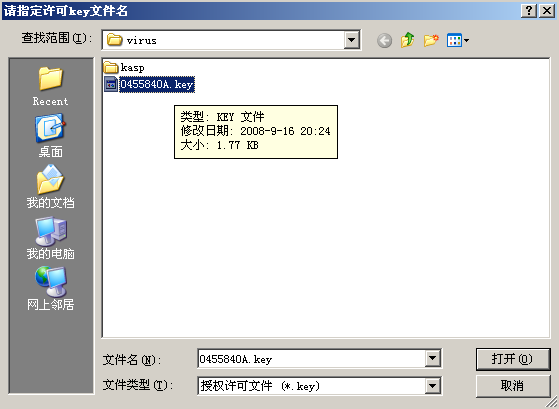 请指定许可key文件名
查找范围(I):
virus
kasp
0455840A.key
类型: KEY 文件
修改日期: 2008-9-16 20:24
大小: 1.77 KB
Recent
桌面
我的文档
我的电脑
网上邻居
文件名(N):
0455840A.key
打开(O)
文件类型(T):
授权许可文件 (*.key)
取消